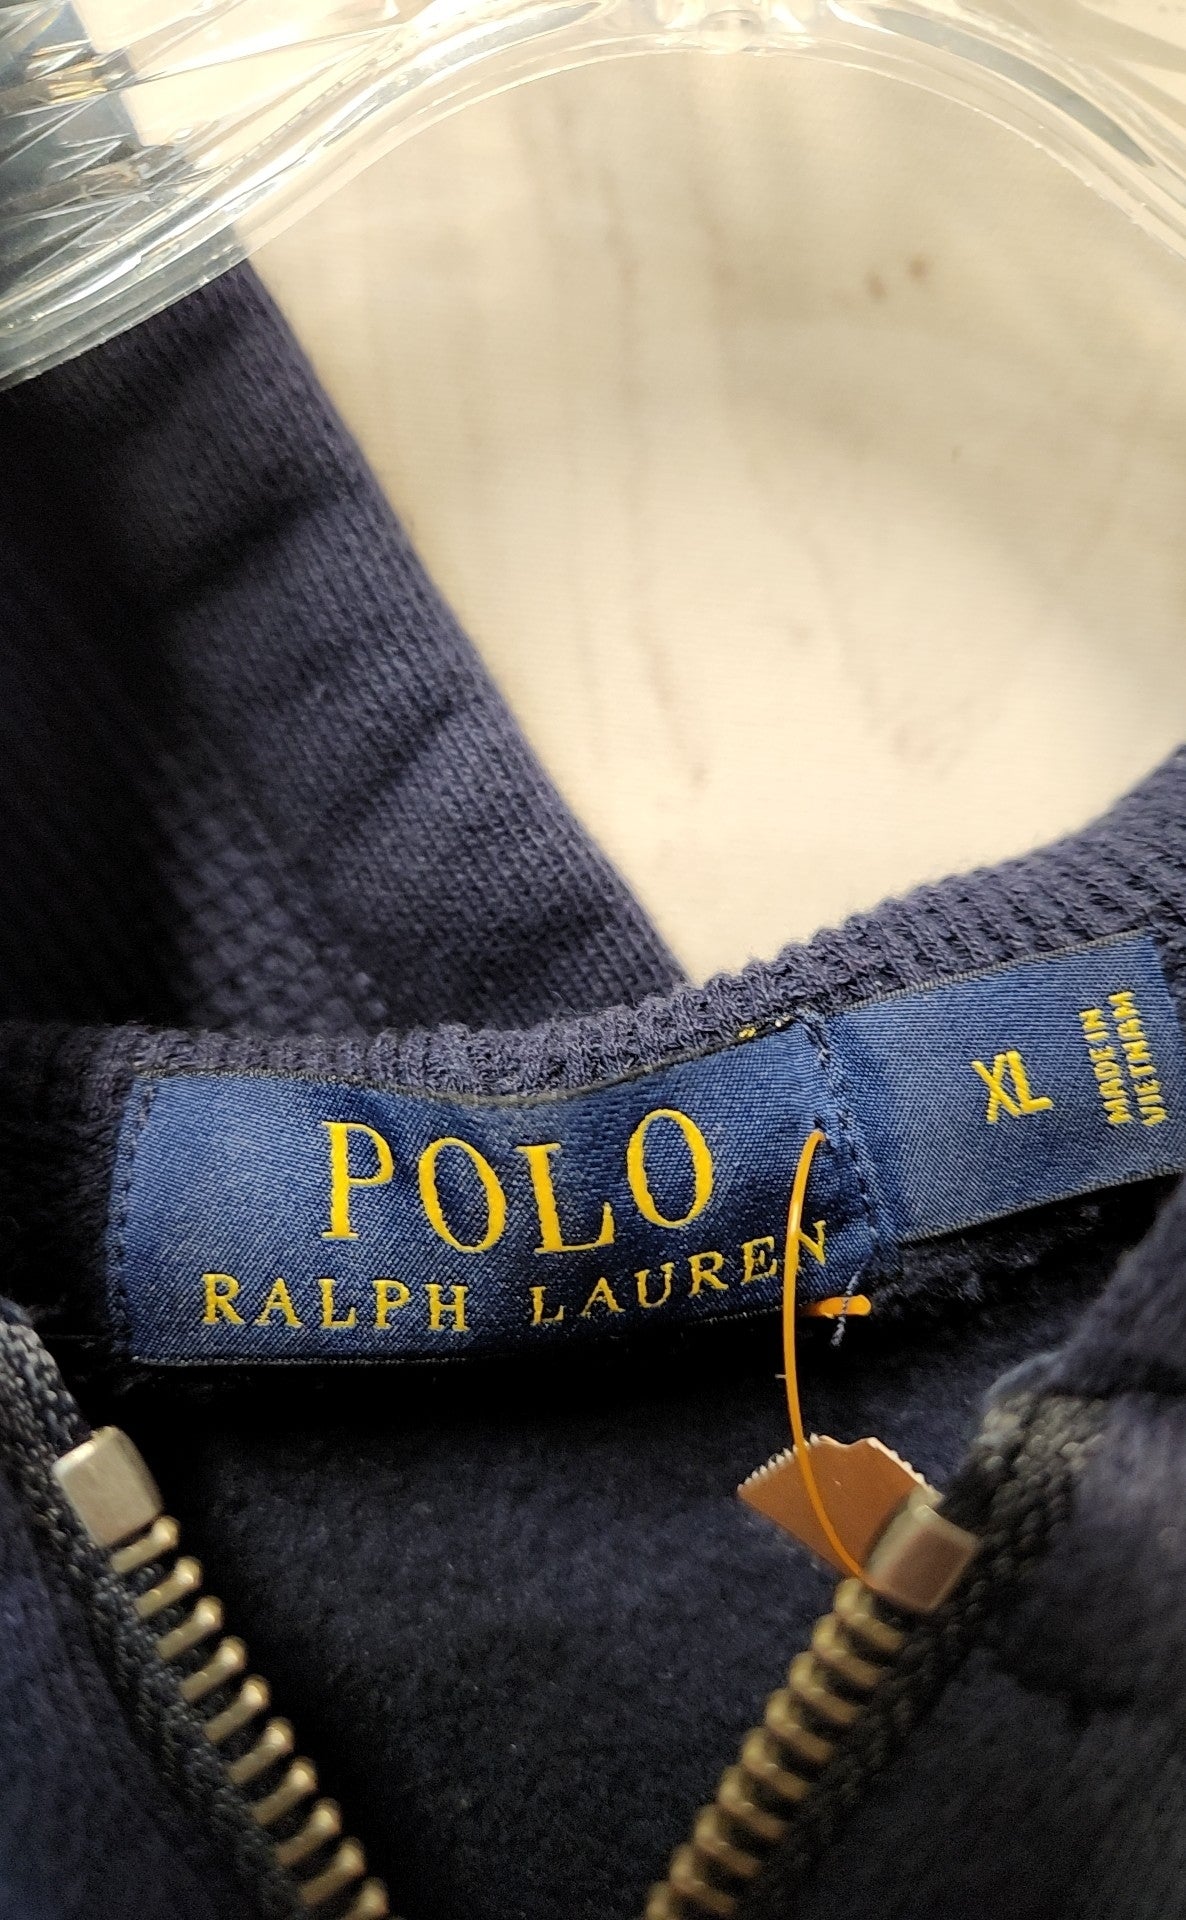 POLO
RALPH LAUREN
XL
MADE IN
VIETNAM